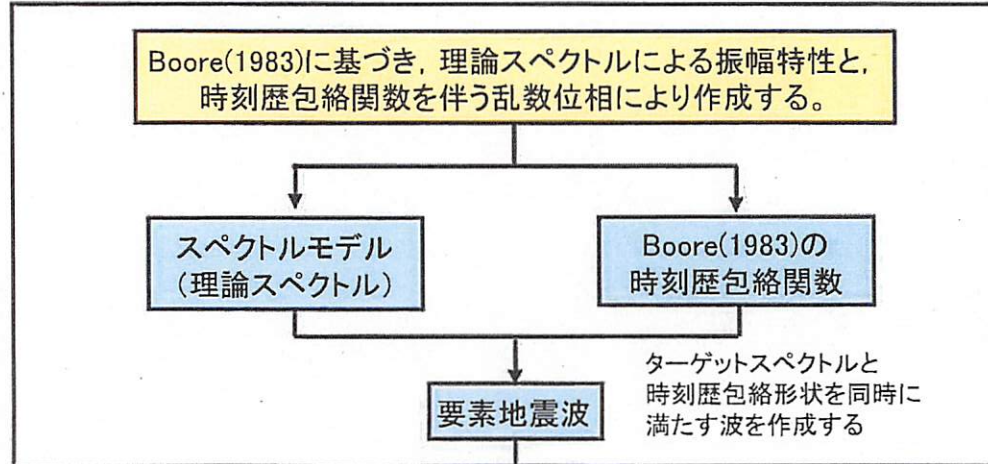 Boore(1983)に基づき, 理論スペクトルによる振幅特性と,
時刻歴包絡関数を伴う乱数位相により作成する。
スペクトルモデル
（理論スペクトル）
Boore(1983)の
時刻歴包絡関数
ターゲットスペクトルと
時刻歴包絡形状を同時に
満たす波を作成する
要素地震波